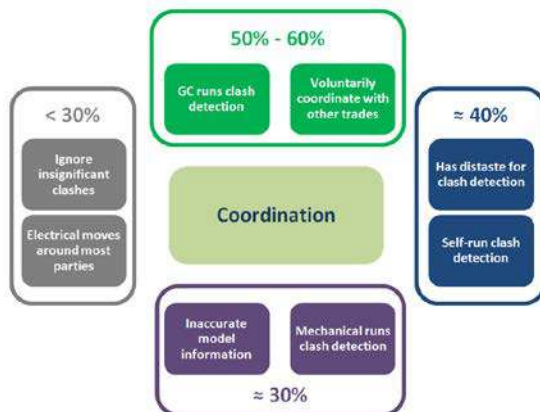 50% - 60%
GC runs clash
detection
Voluntarily
coordinate with
other trades
< 30%
Ignore
insignificant
clashes
Electrical moves
around most
parties
Coordination
≈ 40%
Has distaste for
clash detection
Self-run clash
detection
Inaccurate
model
information
Mechanical runs
clash detection
≈ 30%